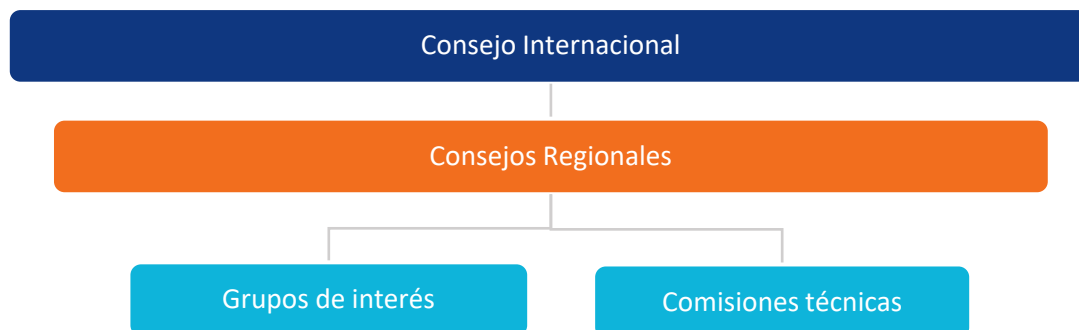 Consejo Internacional
Consejos Regionales
Grupos de interés
Comisiones técnicas